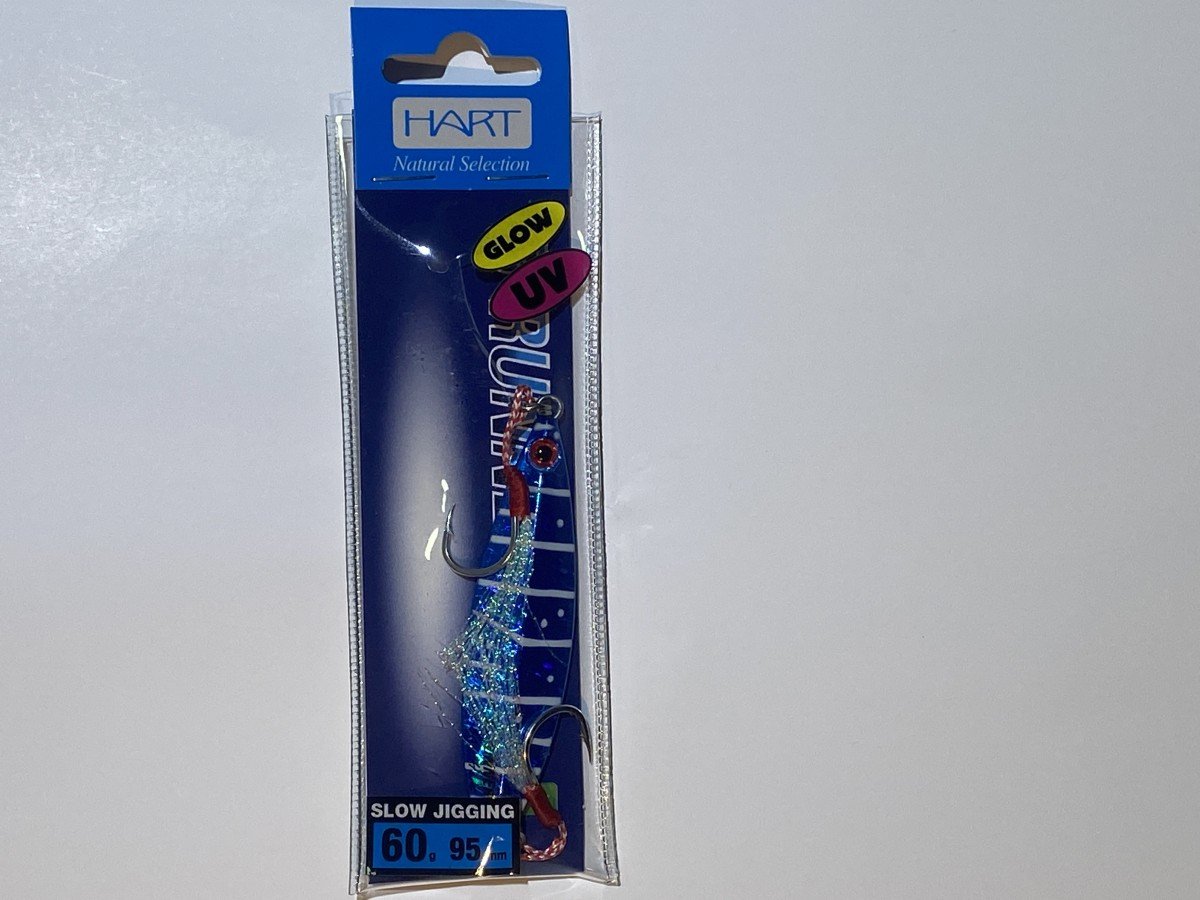 HART
Natural Selection
GLOW
UV
SLOW JIGGING
60g 95mm